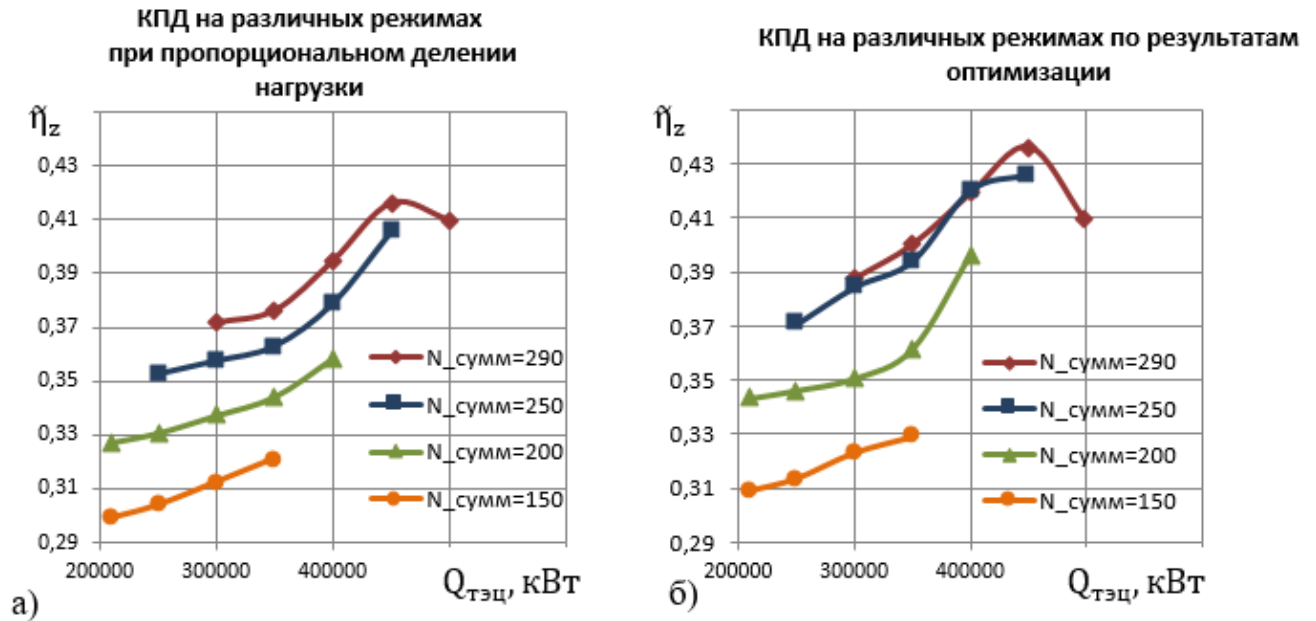 КПД на различных режимах
при пропорциональном делении
нагрузки
η̃z
0,43
0,41
0,39
0,37
0,35
0,33
0,31
0,29
200000 300000 400000
Qтэц, кВт
N_сумм=290
N_сумм=250
N_сумм=200
N_сумм=150
а)
КПД на различных режимах по результатам
оптимизации
η̃z
0,43
0,41
0,39
0,37
0,35
0,33
0,31
0,29
200000 300000 400000
Qтэц, кВт
N_сумм=290
N_сумм=250
N_сумм=200
N_сумм=150
б)